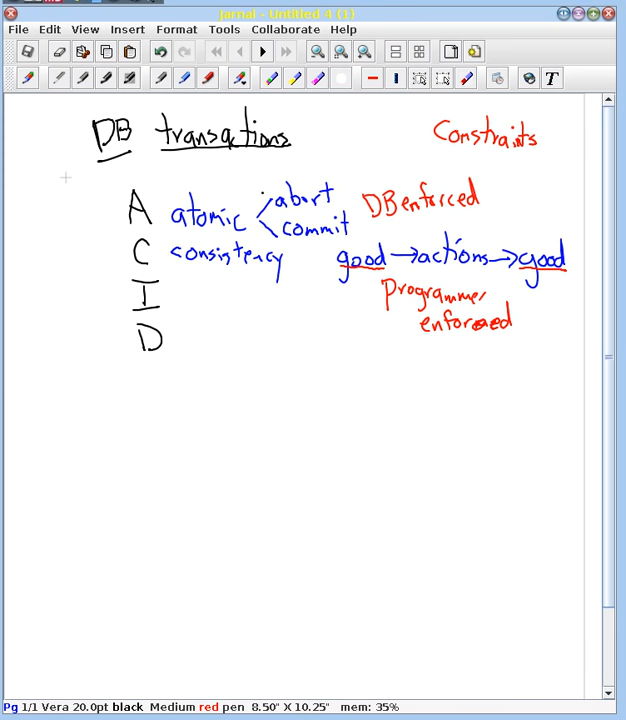 jarnal - Untitled 4 (1)
File Edit View Insert Format Tools Collaborate Help
T
DB transactions Constraints
A atomic abort DB enforced
commit
C consistency good → actions → good
I programmer
enforced
D
Pg 1/1 Vera 20.0pt black Medium red pen 8.50" X 10.25" mem: 35%